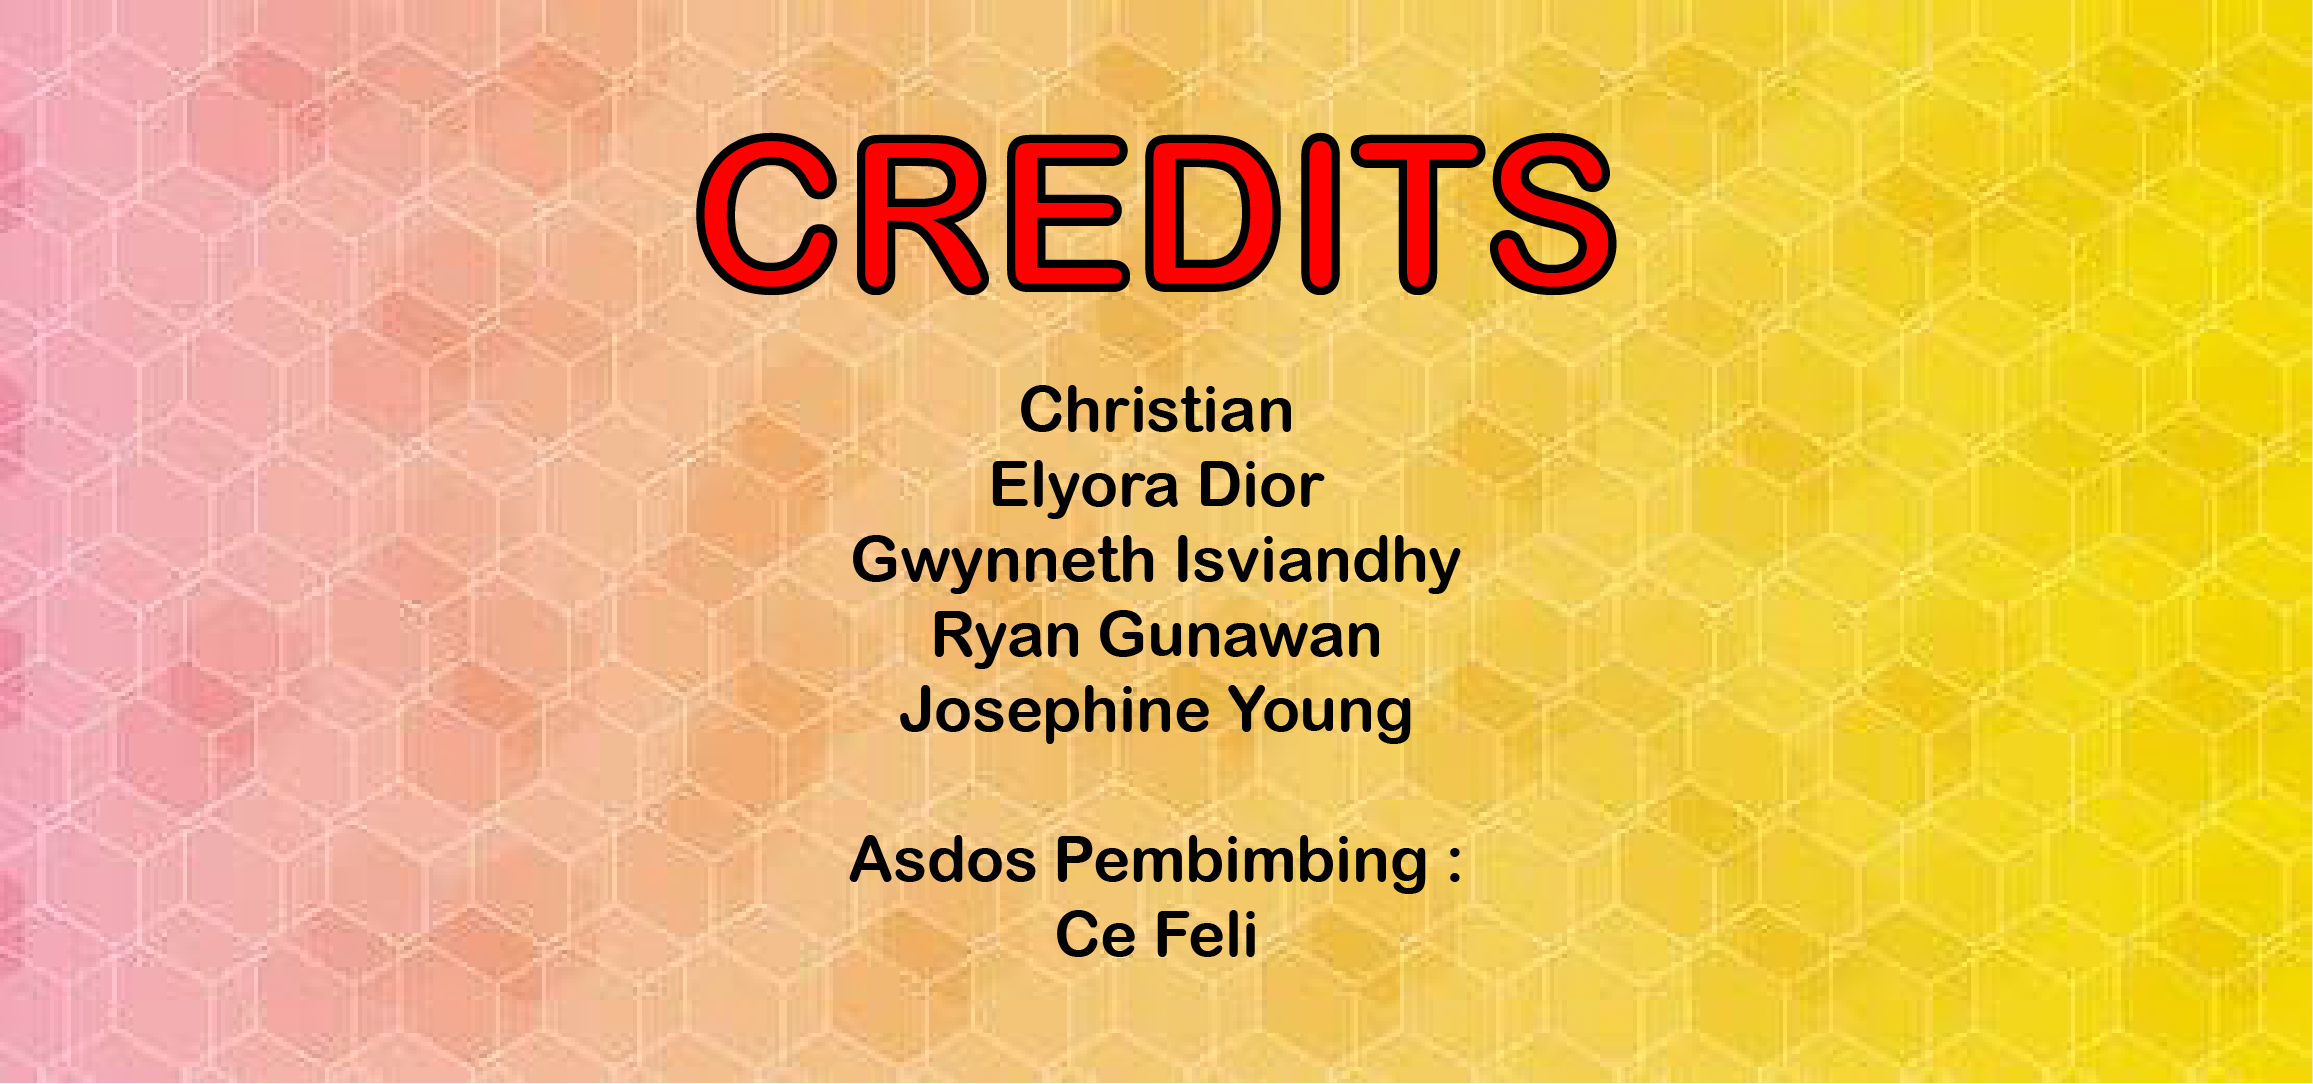 CREDITS
Christian
Elyora Dior
Gwynneth Isviandhy
Ryan Gunawan
Josephine Young
Asdos Pembimbing :
Ce Feli